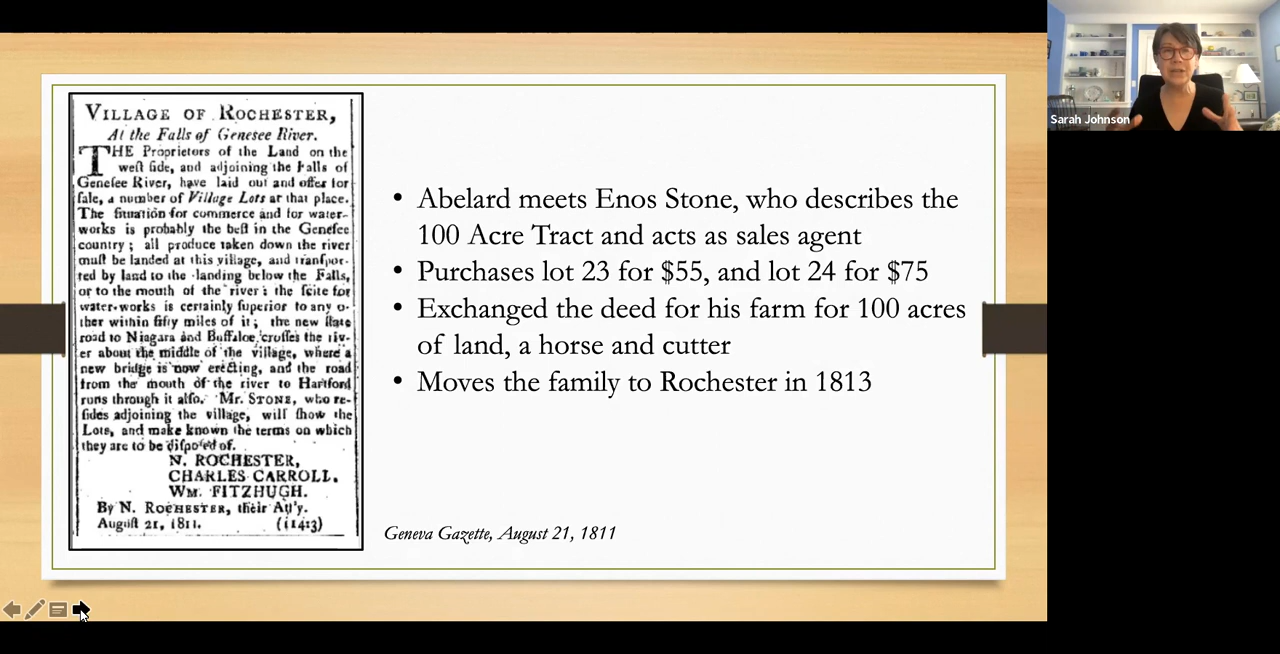 VILLAGE OF ROCHESTER,
At the Falls of Genesee River.
THE Proprietors of the Land on the
weſt ſide, and adjoining the Falls of
Geneſee River, have laid out and offer for
ſale, a number of Village Lots at that place.
The ſituation for commerce and for water-
works is probably the beſt in the Geneſee
country ; all produce taken down the river
muſt be landed at this village, and tranſpor-
ted by land to the landing below the Falls,
or to the mouth of the river : the ſcite for
water-works is certainly ſuperior to any o-
ther within fifty miles of it ; the new ſtate
road to Niagara and Buffaloe croſſes the riv-
er about the middle of the village, where a
new bridge is now erecting, and the road
from the mouth of the river to Hartford
runs through it alſo. Mr. STONE, who re-
ſides adjoining the village, will ſhow the
Lots, and make known the terms on which
they are to be diſpoſed of.
N. ROCHESTER,
CHARLES CARROLL.
WM. FITZHUGH.
By N. ROCHESTER, their Att'y.
Auguſt 21, 1811. (1143)
• Abelard meets Enos Stone, who describes the
100 Acre Tract and acts as sales agent
• Purchases lot 23 for $55, and lot 24 for $75
• Exchanged the deed for his farm for 100 acres
of land, a horse and cutter
• Moves the family to Rochester in 1813
Geneva Gazette, August 21, 1811
Sarah Johnson